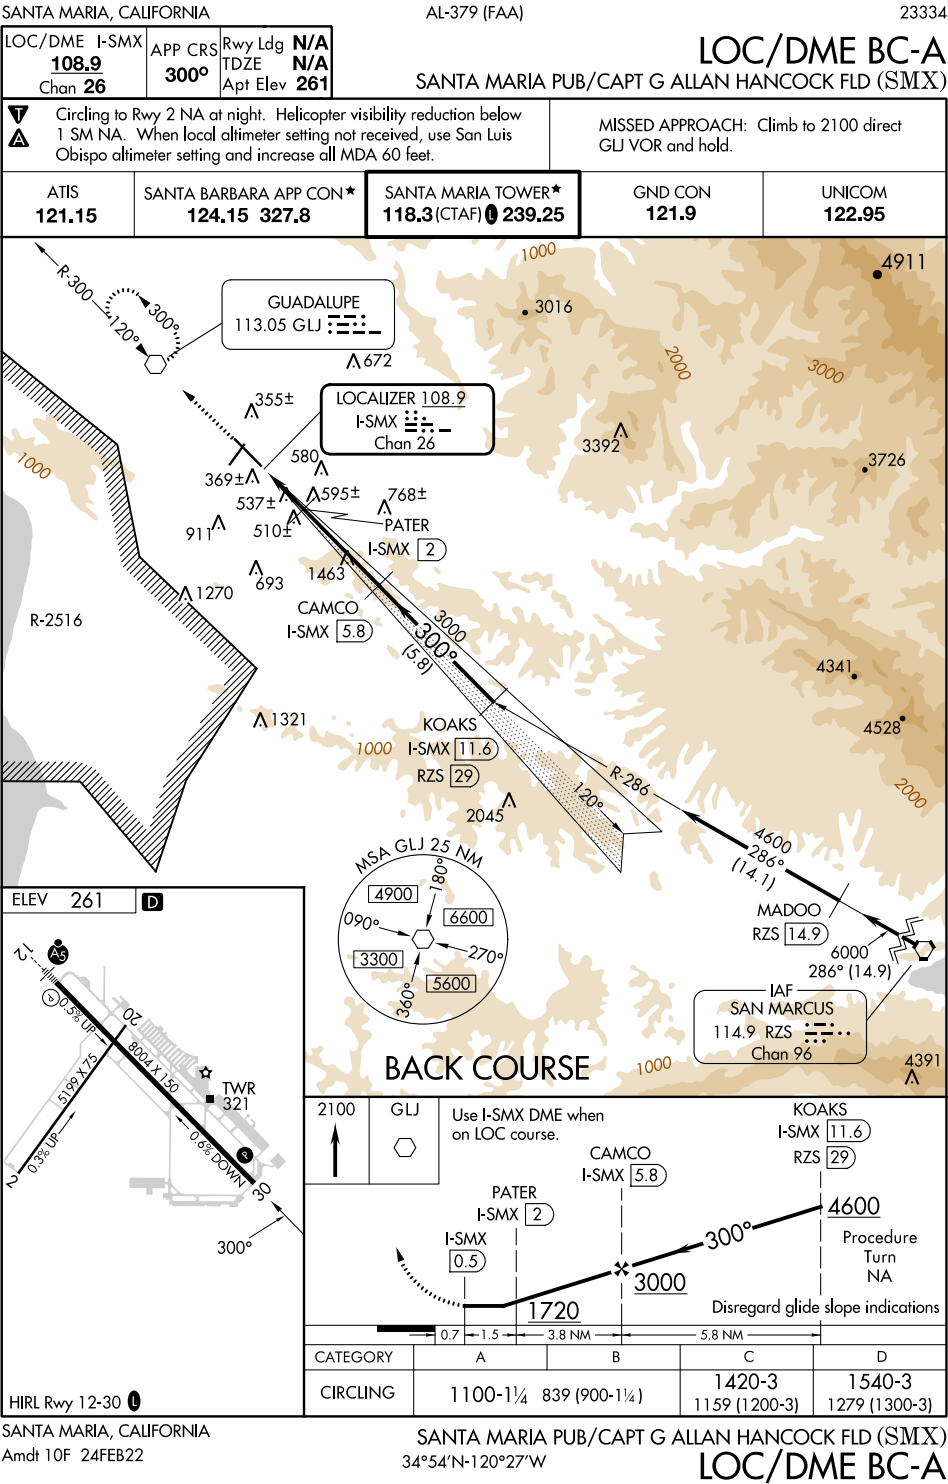 SANTA MARIA, CALIFORNIA
AL-379 (FAA)
23334
LOC/DME I-SMX
108.9
Chan 26
APP CRS
300°
Rwy Ldg N/A
TDZE N/A
Apt Elev 261
LOC/DME BC-A
SANTA MARIA PUB/CAPT G ALLAN HANCOCK FLD (SMX)
T
A
Circling to Rwy 2 NA at night. Helicopter visibility reduction below
1 SM NA. When local altimeter setting not received, use San Luis
Obispo altimeter setting and increase all MDA 60 feet.
MISSED APPROACH: Climb to 2100 direct
GLJ VOR and hold.
ATIS
121.15
SANTA BARBARA APP CON★
124.15 327.8
SANTA MARIA TOWER★
118.3 (CTAF) L 239.25
GND CON
121.9
UNICOM
122.95
1000
4911
R-300
120°
300°
GUADALUPE
113.05 GLJ
3016
672
2000
3000
355±
LOCALIZER 108.9
I-SMX
Chan 26
3392
1000
580
3726
369±
537±
595±
768±
911
510±
PATER
I-SMX 2
1463
693
1270
R-2516
CAMCO
I-SMX 5.8
3000
300°
(5.8)
4341
1321
KOAKS
I-SMX 11.6
RZS 29
4528
1000
R-286
120°
2000
2045
4600
286°
(14.1)
MSA GLJ 25 NM
180°
4900
090°
6600
270°
3300
5600
360°
MADOO
RZS 14.9
6000
286° (14.9)
IAF
SAN MARCUS
114.9 RZS
Chan 96
ELEV 261
D
12
A5
P
0.5% UP
20
8004 X 150
5199 X 75
TWR
321
0.3% UP
0.6% DOWN
P
2
30
300°
HIRL Rwy 12-30 L
BACK COURSE
1000
4391
2100
GLJ
Use I-SMX DME when
on LOC course.
KOAKS
I-SMX 11.6
RZS 29
CAMCO
I-SMX 5.8
PATER
I-SMX 2
I-SMX
0.5
4600
300°
Procedure
Turn
NA
3000
1720
Disregard glide slope indications
0.7
1.5
3.8 NM
5.8 NM
CATEGORY A B C D
CIRCLING
1100-1¼ 839 (900-1¼)
1420-3
1159 (1200-3)
1540-3
1279 (1300-3)
SANTA MARIA, CALIFORNIA
Amdt 10F 24FEB22
34°54'N-120°27'W
SANTA MARIA PUB/CAPT G ALLAN HANCOCK FLD (SMX)
LOC/DME BC-A